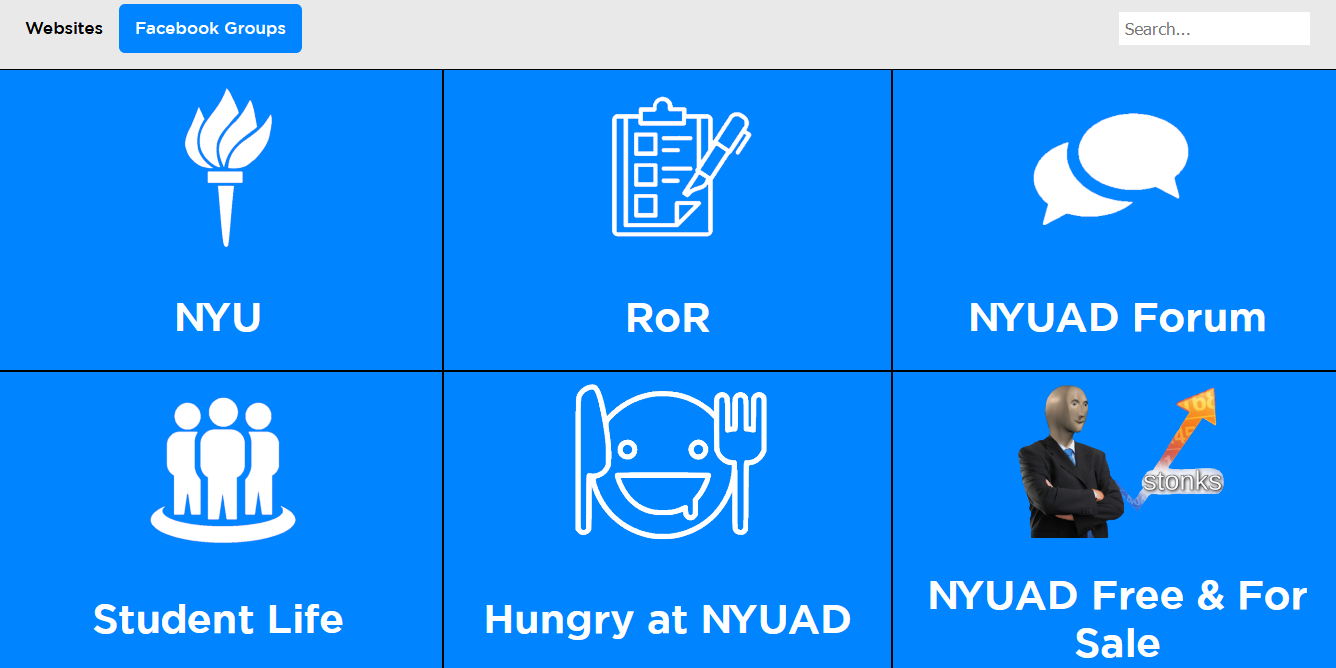 Websites
Facebook Groups
Search...
NYU
RoR
NYUAD Forum
stonks
Student Life
Hungry at NYUAD
NYUAD Free & For
Sale